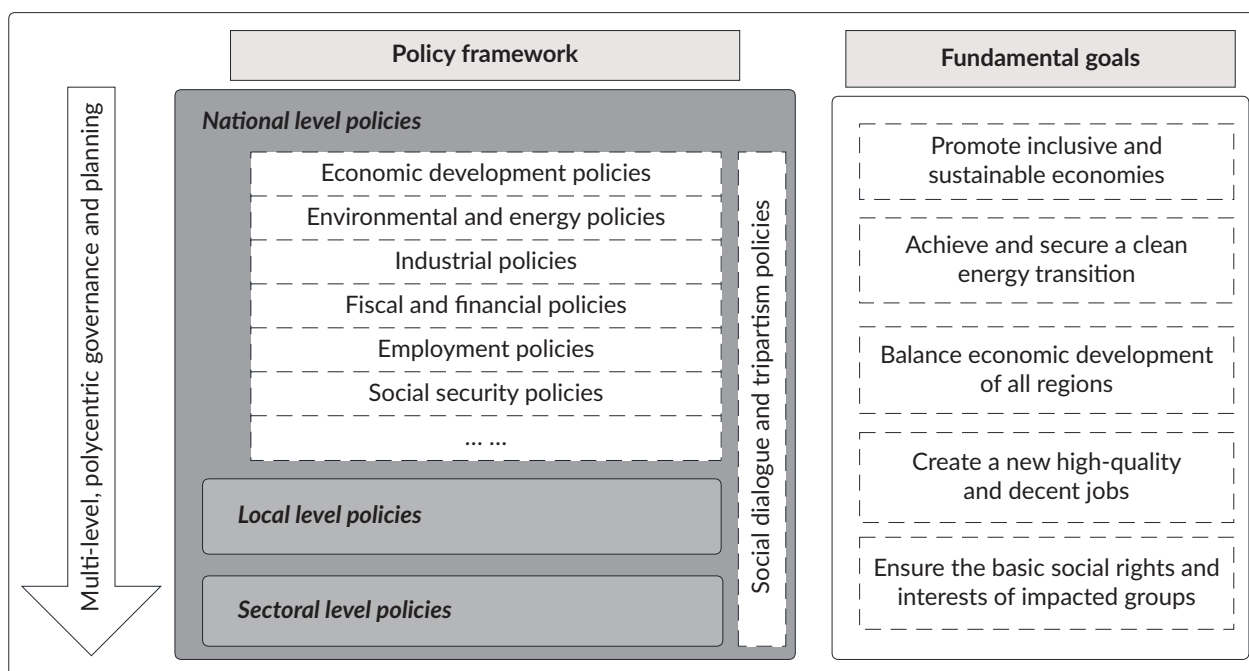 Policy framework
Fundamental goals
Multi-level, polycentric governance and planning
National level policies
Economic development policies
Environmental and energy policies
Industrial policies
Fiscal and financial policies
Employment policies
Social security policies
... ...
Local level policies
Sectoral level policies
Social dialogue and tripartism policies
Promote inclusive and
sustainable economies
Achieve and secure a clean
energy transition
Balance economic development
of all regions
Create a new high-quality
and decent jobs
Ensure the basic social rights and
interests of impacted groups